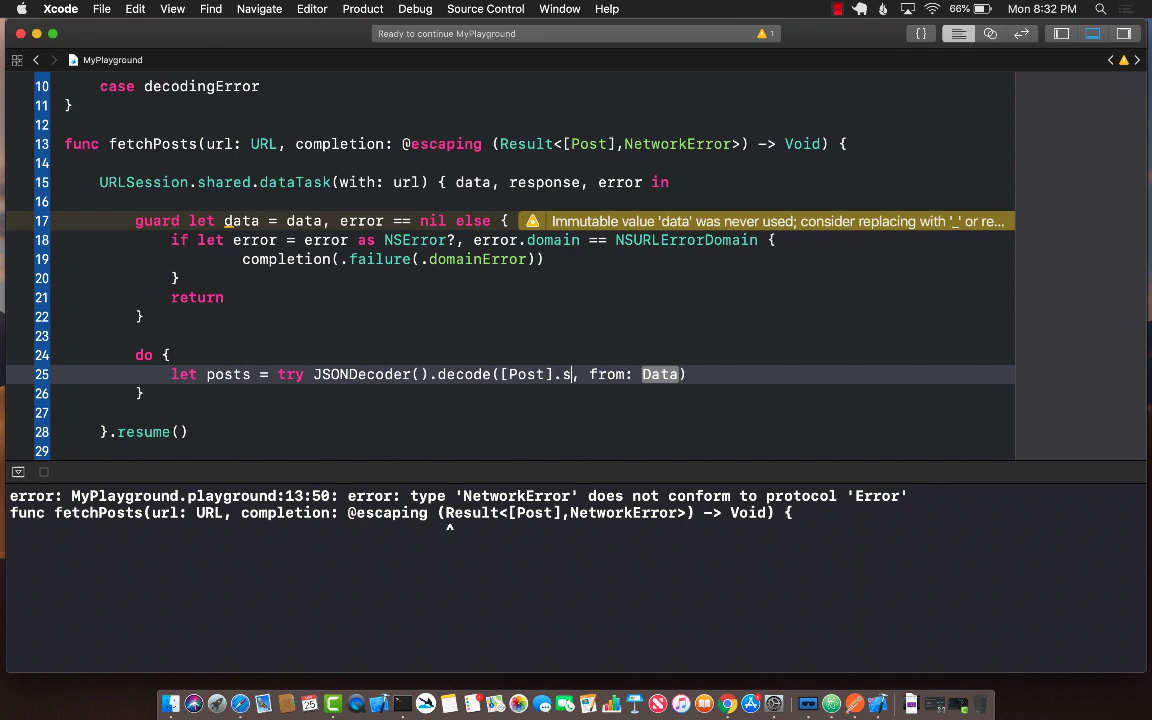 Xcode File Edit View Find Navigate Editor Product Debug Source Control Window Help 66% Mon 8:32 PM
Ready to continue MyPlayground 1 { }
MyPlayground
10 case decodingError
11 }
12
13 func fetchPosts(url: URL, completion: @escaping (Result<[Post],NetworkError>) -> Void) {
14
15 URLSession.shared.dataTask(with: url) { data, response, error in
16
17 guard let data = data, error == nil else { Immutable value 'data' was never used; consider replacing with '_' or re...
18 if let error = error as NSError?, error.domain == NSURLErrorDomain {
19 completion(.failure(.domainError))
20 }
21 return
22 }
23
24 do {
25 let posts = try JSONDecoder().decode([Post].s, from: Data)
26 }
27
28 }.resume()
29
error: MyPlayground.playground:13:50: error: type 'NetworkError' does not conform to protocol 'Error'
func fetchPosts(url: URL, completion: @escaping (Result<[Post],NetworkError>) -> Void) {
^
25